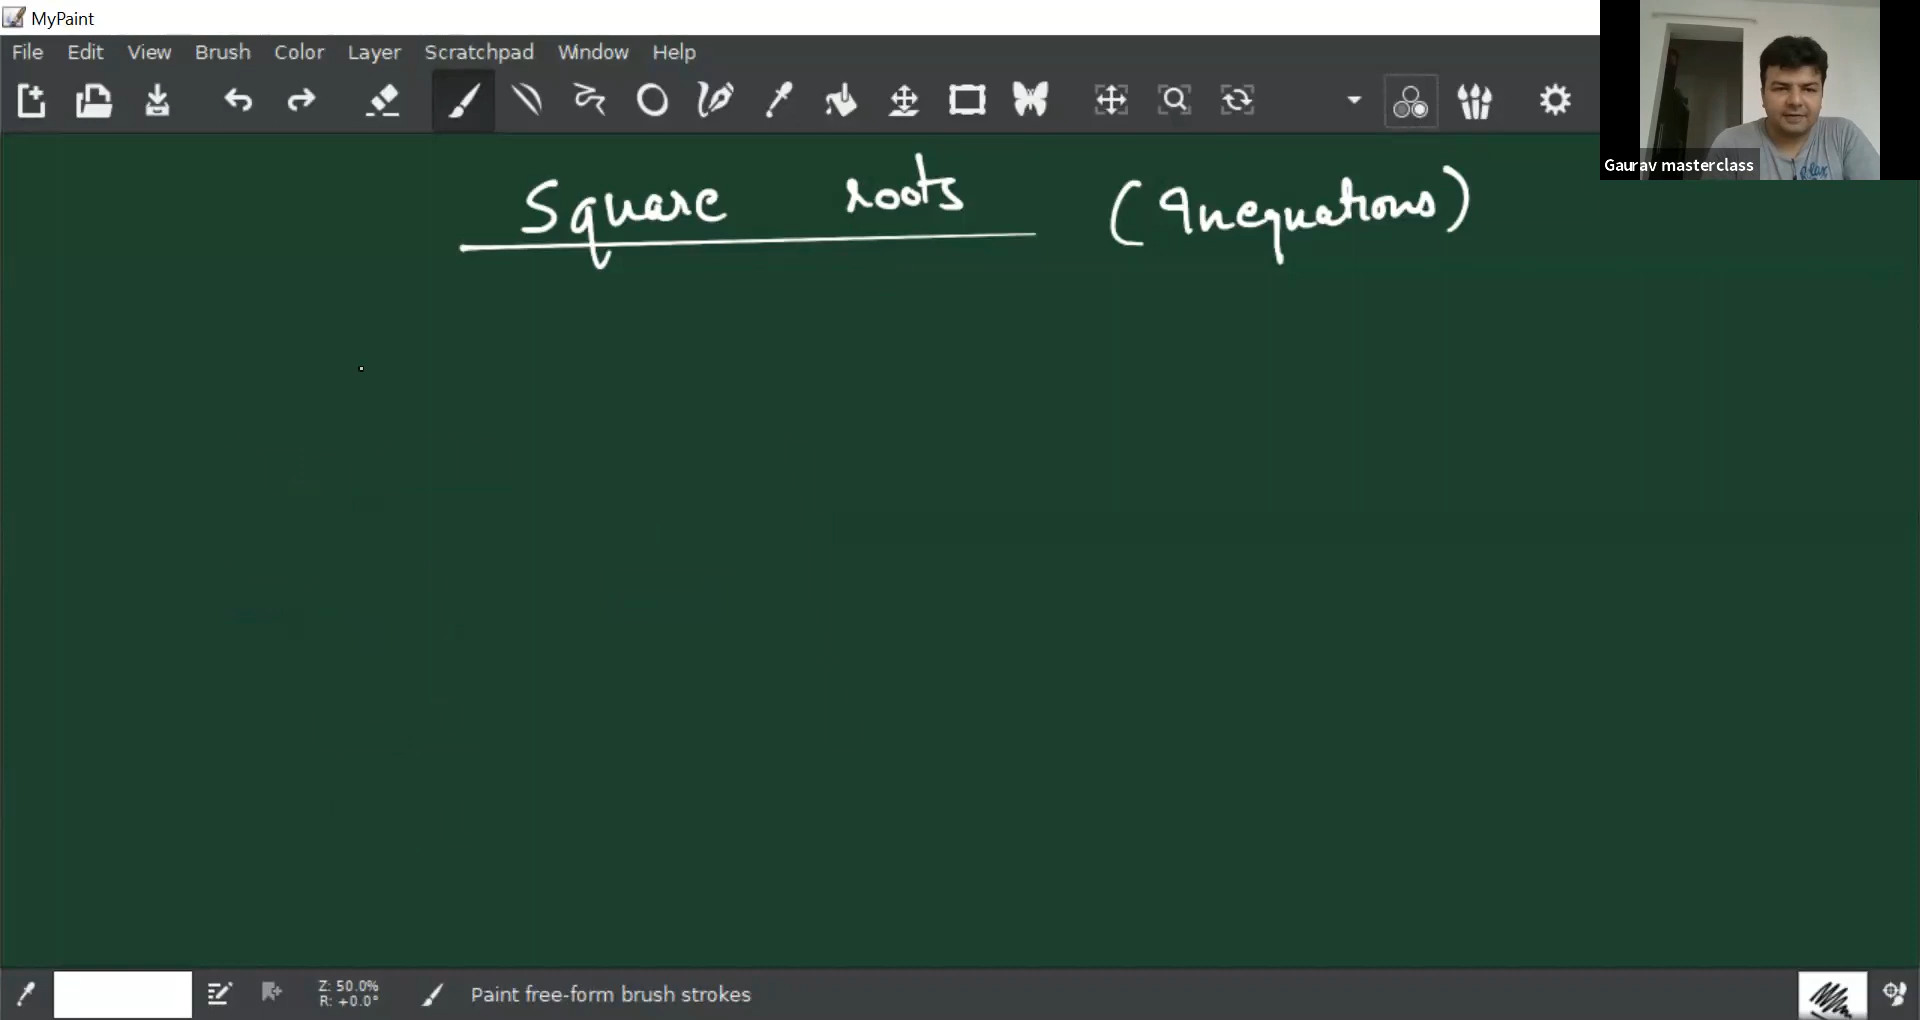 MyPaint
File Edit View Brush Color Layer Scratchpad Window Help
Gaurav masterclass
Square roots (Inequations)
Z: 50.0%
R: +0.0°
Paint free-form brush strokes